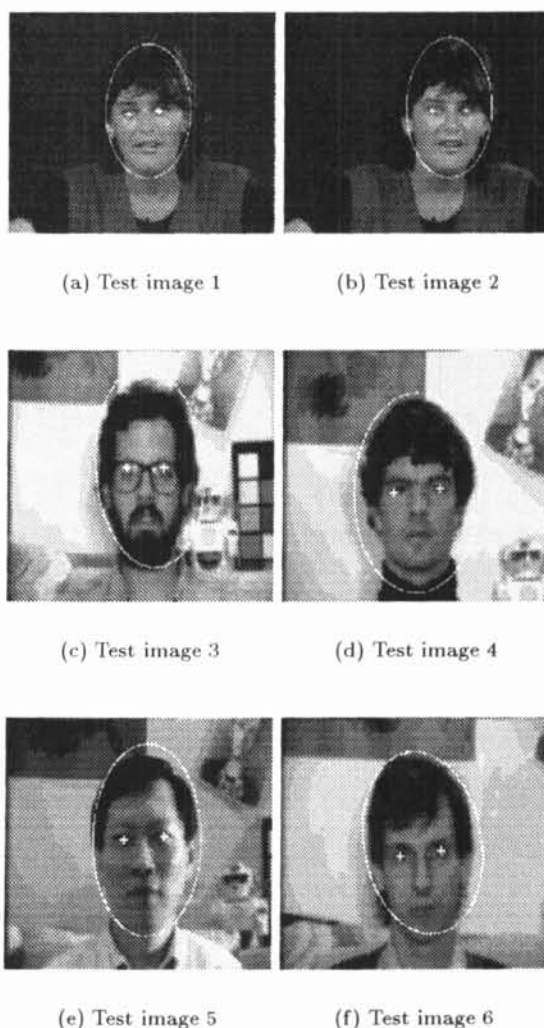 (a) Test image 1
(b) Test image 2
(c) Test image 3
(d) Test image 4
(e) Test image 5
(f) Test image 6